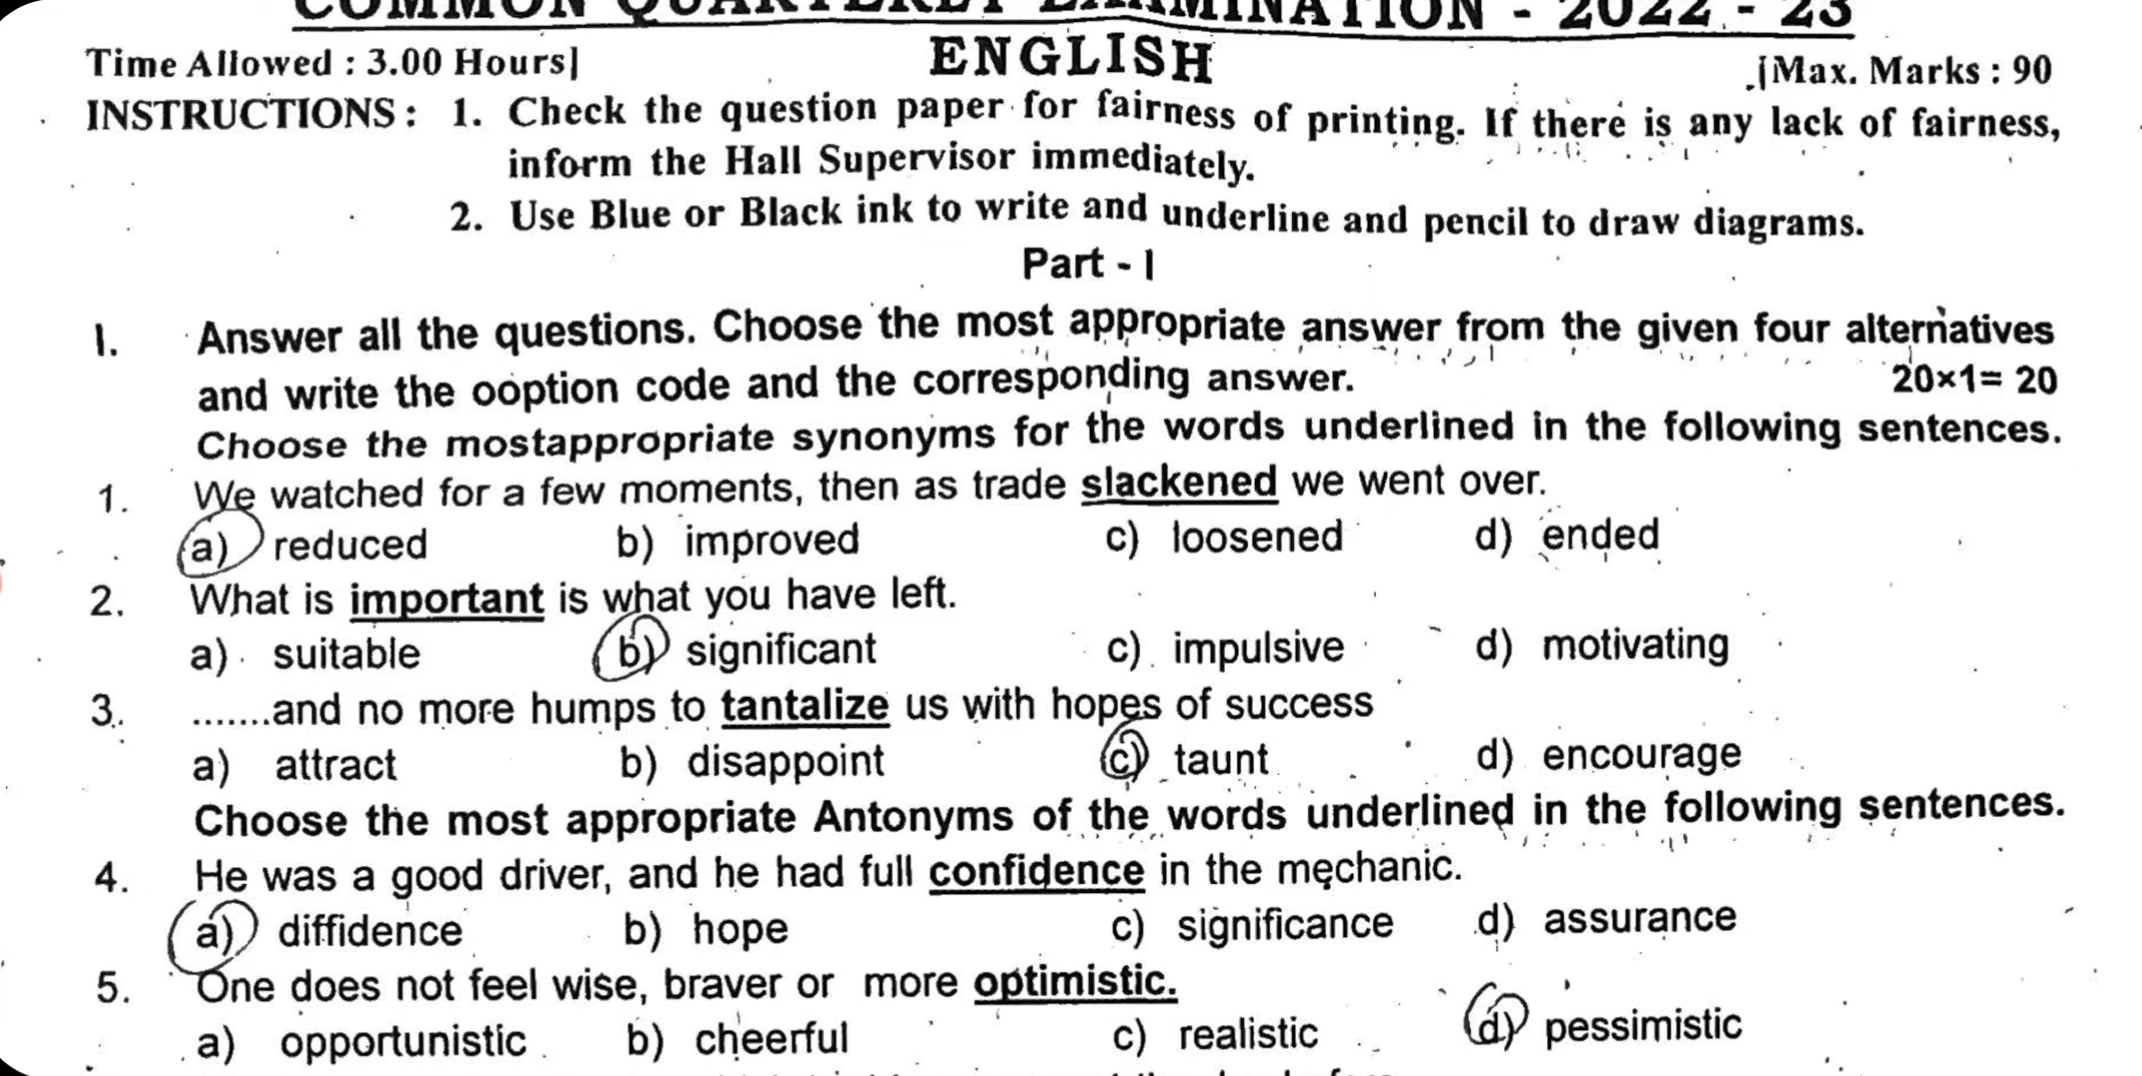 COMMON QUARTERLY EXAMINATION - 2022 - 23
Time Allowed : 3.00 Hours]
ENGLISH
[Max. Marks : 90
INSTRUCTIONS : 1. Check the question paper for fairness of printing. If there is any lack of fairness,
inform the Hall Supervisor immediately.
2. Use Blue or Black ink to write and underline and pencil to draw diagrams.
Part - I
I. Answer all the questions. Choose the most appropriate answer from the given four alternatives
and write the ooption code and the corresponding answer. 20×1= 20
Choose the mostappropriate synonyms for the words underlined in the following sentences.
1. We watched for a few moments, then as trade slackened we went over.
a) reduced b) improved c) loosened d) ended
2. What is important is what you have left.
a) suitable b) significant c) impulsive d) motivating
3. .......and no more humps to tantalize us with hopes of success
a) attract b) disappoint c) taunt d) encourage
Choose the most appropriate Antonyms of the words underlined in the following sentences.
4. He was a good driver, and he had full confidence in the mechanic.
a) diffidence b) hope c) significance d) assurance
5. One does not feel wise, braver or more optimistic.
a) opportunistic b) cheerful c) realistic d) pessimistic